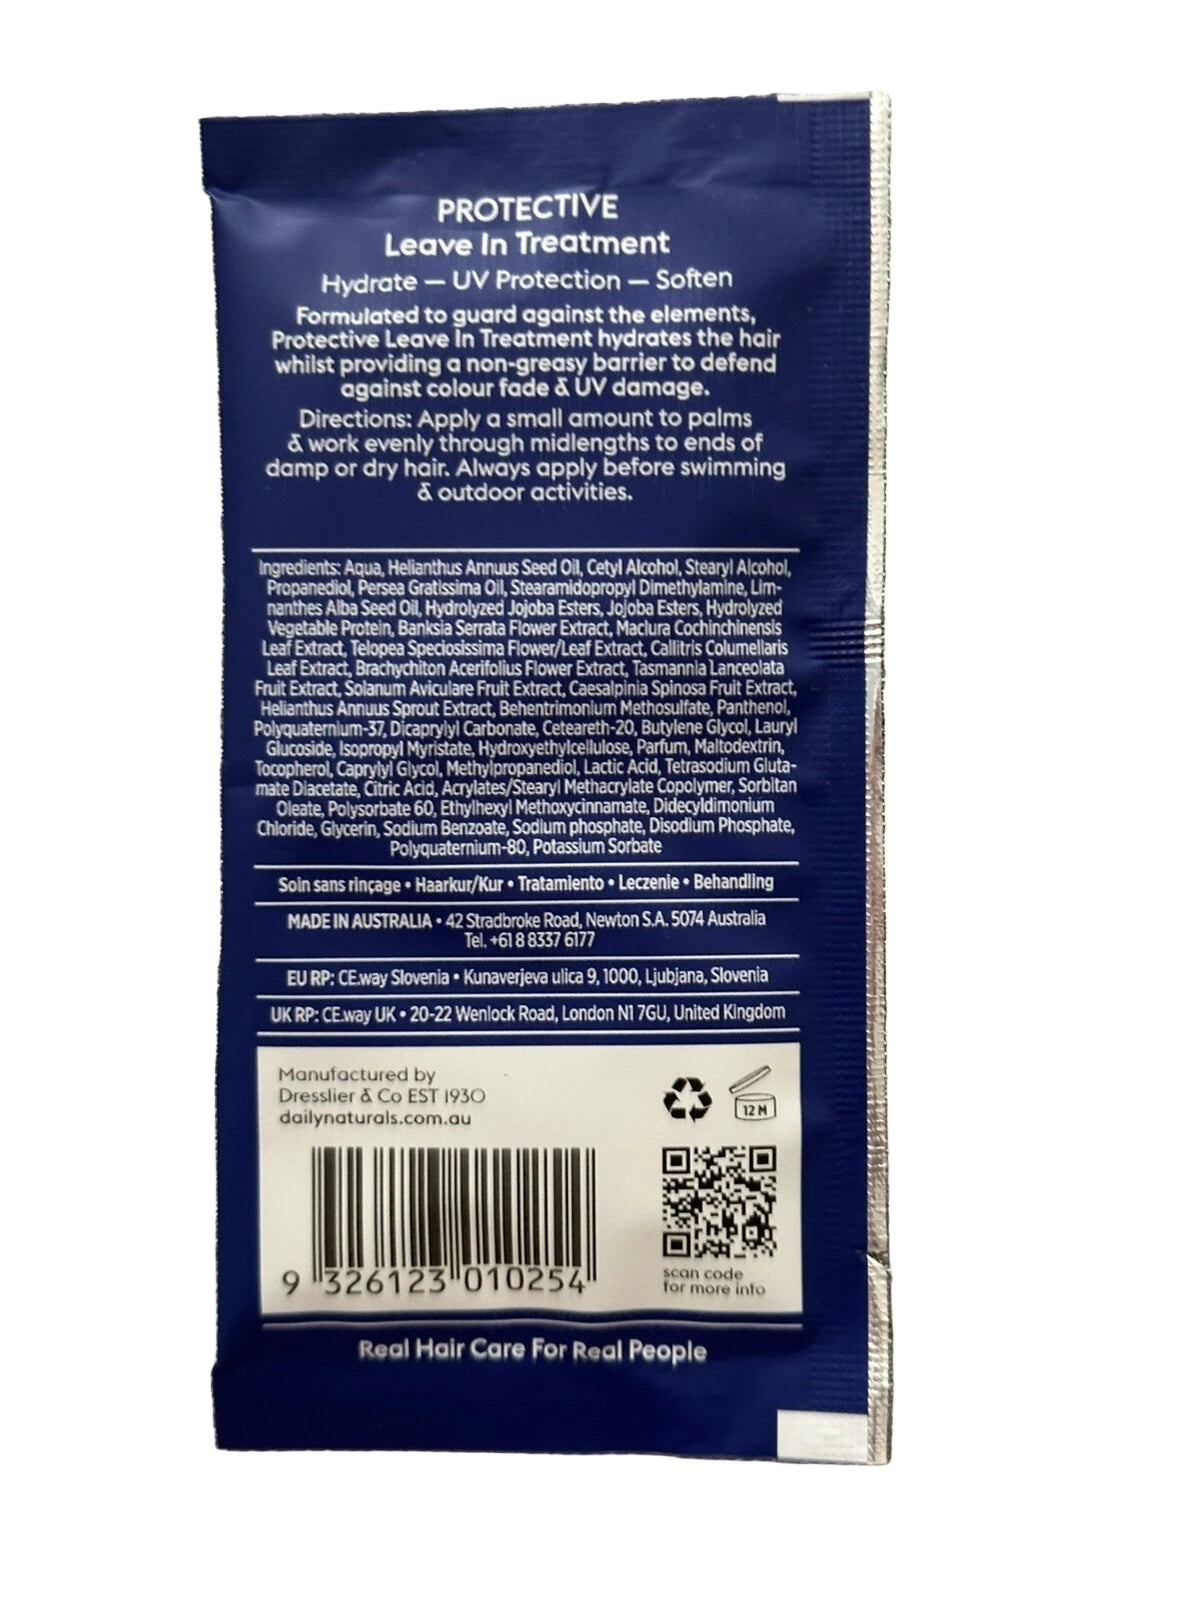 PROTECTIVE
Leave In Treatment
Hydrate — UV Protection — Soften
Formulated to guard against the elements,
Protective Leave In Treatment hydrates the hair
whilst providing a non-greasy barrier to defend
against colour fade & UV damage.
Directions: Apply a small amount to palms
& work evenly through midlengths to ends of
damp or dry hair. Always apply before swimming
& outdoor activities.
Ingredients: Aqua, Helianthus Annuus Seed Oil, Cetyl Alcohol, Stearyl Alcohol,
Propanediol, Persea Gratissima Oil, Stearamidopropyl Dimethylamine, Lim-
nanthes Alba Seed Oil, Hydrolyzed Jojoba Esters, Jojoba Esters, Hydrolyzed
Vegetable Protein, Banksia Serrata Flower Extract, Maclura Cochinchinensis
Leaf Extract, Telopea Speciosissima Flower/Leaf Extract, Callitris Columellaris
Leaf Extract, Brachychiton Acerifolius Flower Extract, Tasmannia Lanceolata
Fruit Extract, Solanum Aviculare Fruit Extract, Caesalpinia Spinosa Fruit Extract,
Helianthus Annuus Sprout Extract, Behentrimonium Methosulfate, Panthenol,
Polyquaternium-37, Dicaprylyl Carbonate, Ceteareth-20, Butylene Glycol, Lauryl
Glucoside, Isopropyl Myristate, Hydroxyethylcellulose, Parfum, Maltodextrin,
Tocopherol, Caprylyl Glycol, Methylpropanediol, Lactic Acid, Tetrasodium Gluta-
mate Diacetate, Citric Acid, Acrylates/Stearyl Methacrylate Copolymer, Sorbitan
Oleate, Polysorbate 60, Ethylhexyl Methoxycinnamate, Didecyldimonium
Chloride, Glycerin, Sodium Benzoate, Sodium phosphate, Disodium Phosphate,
Polyquaternium-80, Potassium Sorbate
Soin sans rinçage • Haarkur/Kur • Tratamiento • Leczenie • Behandling
MADE IN AUSTRALIA • 42 Stradbroke Road, Newton S.A. 5074 Australia
Tel. +61 8 8337 6177
EU RP: CE.way Slovenia • Kunaverjeva ulica 9, 1000, Ljubjana, Slovenia
UK RP: CE.way UK • 20-22 Wenlock Road, London N1 7GU, United Kingdom
Manufactured by
Dresslier & Co EST 1930
dailynaturals.com.au
12 M
9 326123 010254
scan code
for more info
Real Hair Care For Real People